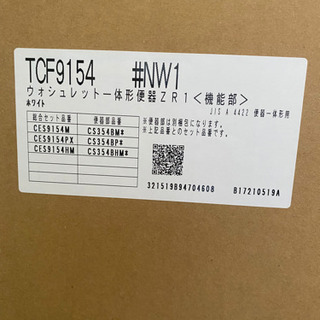 TCF9154 #NW1
ウォシュレット一体形便器ZR1<機能部>
ホワイト
JIS A 4422 便器一体形用
総合セット品番 便器部品番
CES9154M CS354BM#
CES9154PX CS354BP#
CES9154HM CS354BHM#
※便器部は別梱包になります。
※上記品番とのセット品番です。
321519B94704608 B17210519A